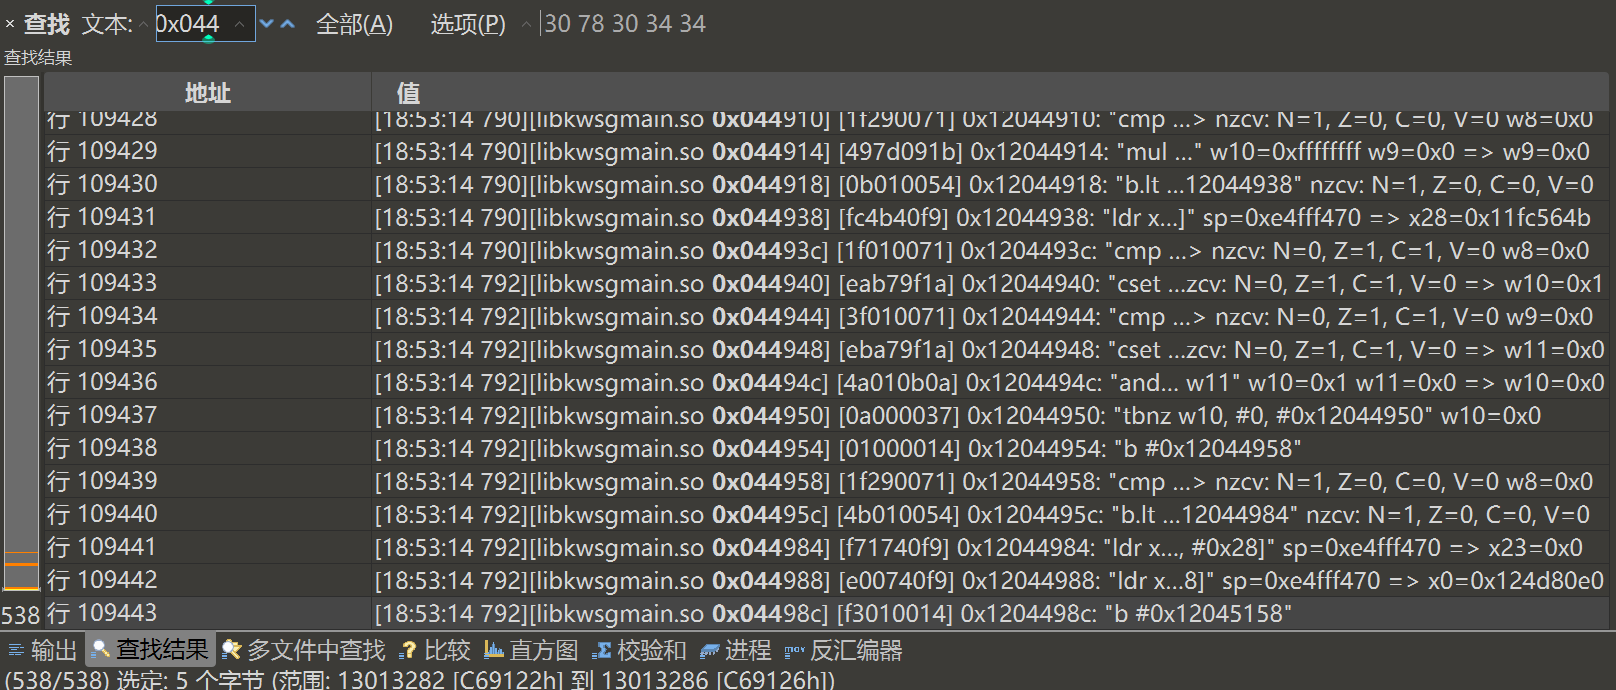 × 查找 文本: 0x044 全部(A) 选项(P) 30 78 30 34 34
查找结果
地址 值
行 109428 [18:53:14 790][libkwsgmain.so 0x044910] [1f290071] 0x12044910: "cmp ...> nzcv: N=1, Z=0, C=0, V=0 w8=0x0
行 109429 [18:53:14 790][libkwsgmain.so 0x044914] [497d091b] 0x12044914: "mul ..." w10=0xffffffff w9=0x0 => w9=0x0
行 109430 [18:53:14 790][libkwsgmain.so 0x044918] [0b010054] 0x12044918: "b.lt ...12044938" nzcv: N=1, Z=0, C=0, V=0
行 109431 [18:53:14 790][libkwsgmain.so 0x044938] [fc4b40f9] 0x12044938: "ldr x...]" sp=0xe4fff470 => x28=0x11fc564b
行 109432 [18:53:14 790][libkwsgmain.so 0x04493c] [1f010071] 0x1204493c: "cmp ...> nzcv: N=0, Z=1, C=1, V=0 w8=0x0
行 109433 [18:53:14 792][libkwsgmain.so 0x044940] [eab79f1a] 0x12044940: "cset ...zcv: N=0, Z=1, C=1, V=0 => w10=0x1
行 109434 [18:53:14 792][libkwsgmain.so 0x044944] [3f010071] 0x12044944: "cmp ...> nzcv: N=0, Z=1, C=1, V=0 w9=0x0
行 109435 [18:53:14 792][libkwsgmain.so 0x044948] [eba79f1a] 0x12044948: "cset ...zcv: N=0, Z=1, C=1, V=0 => w11=0x0
行 109436 [18:53:14 792][libkwsgmain.so 0x04494c] [4a010b0a] 0x1204494c: "and... w11" w10=0x1 w11=0x0 => w10=0x0
行 109437 [18:53:14 792][libkwsgmain.so 0x044950] [0a000037] 0x12044950: "tbnz w10, #0, #0x12044950" w10=0x0
行 109438 [18:53:14 792][libkwsgmain.so 0x044954] [01000014] 0x12044954: "b #0x12044958"
行 109439 [18:53:14 792][libkwsgmain.so 0x044958] [1f290071] 0x12044958: "cmp ...> nzcv: N=1, Z=0, C=0, V=0 w8=0x0
行 109440 [18:53:14 792][libkwsgmain.so 0x04495c] [4b010054] 0x1204495c: "b.lt ...12044984" nzcv: N=1, Z=0, C=0, V=0
行 109441 [18:53:14 792][libkwsgmain.so 0x044984] [f71740f9] 0x12044984: "ldr x..., #0x28]" sp=0xe4fff470 => x23=0x0
行 109442 [18:53:14 792][libkwsgmain.so 0x044988] [e00740f9] 0x12044988: "ldr x...8]" sp=0xe4fff470 => x0=0x124d80e0
538 行 109443 [18:53:14 792][libkwsgmain.so 0x04498c] [f3010014] 0x1204498c: "b #0x12045158"
输出 查找结果 多文件中查找 ? 比较 直方图 校验和 进程 mov 反汇编器
(538/538) 选定: 5 个字节 (范围: 13013282 [C69122h] 到 13013286 [C69126h])